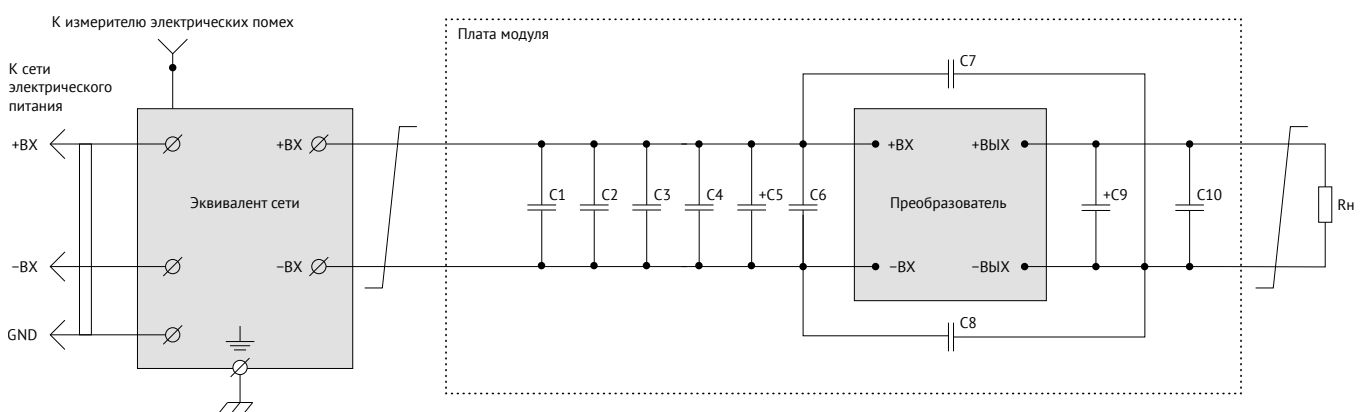 К измерителю электрических помех
Плата модуля
К сети
электрического
питания
C7
+ВХ
+ВХ
+ВХ
+ВЫХ
Эквивалент сети
C1
C2
C3
C4
+C5
C6
Преобразователь
+C9
C10
Rн
−ВХ
−ВХ
−ВХ
−ВЫХ
GND
C8